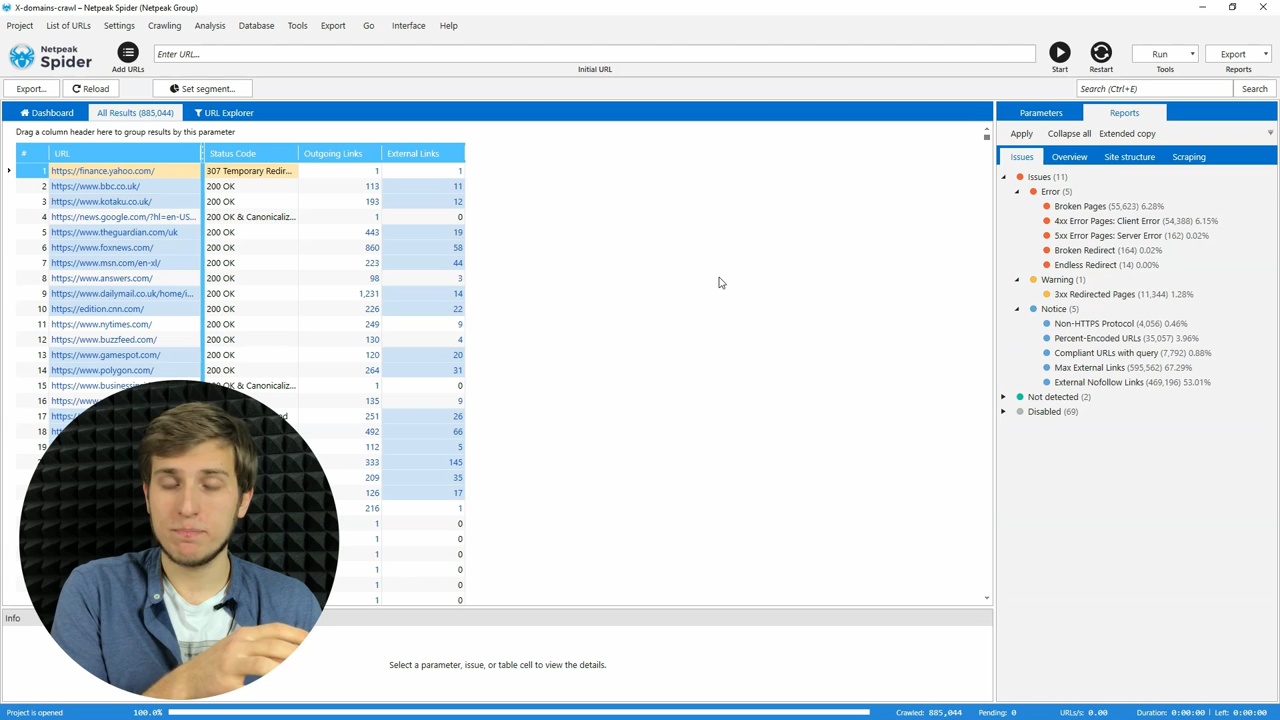 X-domains-crawl - Netpeak Spider (Netpeak Group)
Project List of URLs Settings Crawling Analysis Database Tools Export Go Interface Help
Netpeak Spider
Add URLs
Enter URL...
Initial URL
Start
Restart
Run
Tools
Export
Reports
Export... Reload Set segment... Search (Ctrl+E) Search
Dashboard All Results (885,044) URL Explorer
Parameters Reports
Drag a column header here to group results by this parameter
Apply Collapse all Extended copy
# URL Status Code Outgoing Links External Links
1 https://finance.yahoo.com/ 307 Temporary Redir... 1 1
2 https://www.bbc.co.uk/ 200 OK 113 11
3 https://www.kotaku.co.uk/ 200 OK 193 12
4 https://news.google.com/?hl=en-US... 200 OK & Canonicaliz... 1 0
5 https://www.theguardian.com/uk 200 OK 443 19
6 https://www.foxnews.com/ 200 OK 860 58
7 https://www.msn.com/en-xl/ 200 OK 223 44
8 https://www.answers.com/ 200 OK 98 3
9 https://www.dailymail.co.uk/home/i... 200 OK 1,231 14
10 https://edition.cnn.com/ 200 OK 226 22
11 https://www.nytimes.com/ 200 OK 249 9
12 https://www.buzzfeed.com/ 200 OK 130 4
13 https://www.gamespot.com/ 200 OK 120 20
14 https://www.polygon.com/ 200 OK 264 31
15 https://www.business OK & Canonicaliz... 1 0
16 https://www. 135 9
17 https:/ 251 26
18 492 66
19 112 5
333 145
209 35
126 17
216 1
1 0
1 0
1 0
1 0
1 0
1 0
Issues Overview Site structure Scraping
Issues (11)
Error (5)
Broken Pages (55,623) 6.28%
4xx Error Pages: Client Error (54,388) 6.15%
5xx Error Pages: Server Error (162) 0.02%
Broken Redirect (164) 0.02%
Endless Redirect (14) 0.00%
Warning (1)
3xx Redirected Pages (11,344) 1.28%
Notice (5)
Non-HTTPS Protocol (4,056) 0.46%
Percent-Encoded URLs (35,057) 3.96%
Compliant URLs with query (7,792) 0.88%
Max External Links (595,562) 67.29%
External Nofollow Links (469,196) 53.01%
Not detected (2)
Disabled (69)
Info
Select a parameter, issue, or table cell to view the details.
Project is opened 100.0% Crawled: 885,044 Pending: 0 URLs/s: 0.00 Duration: 0:00:00 Left: 0:00:00